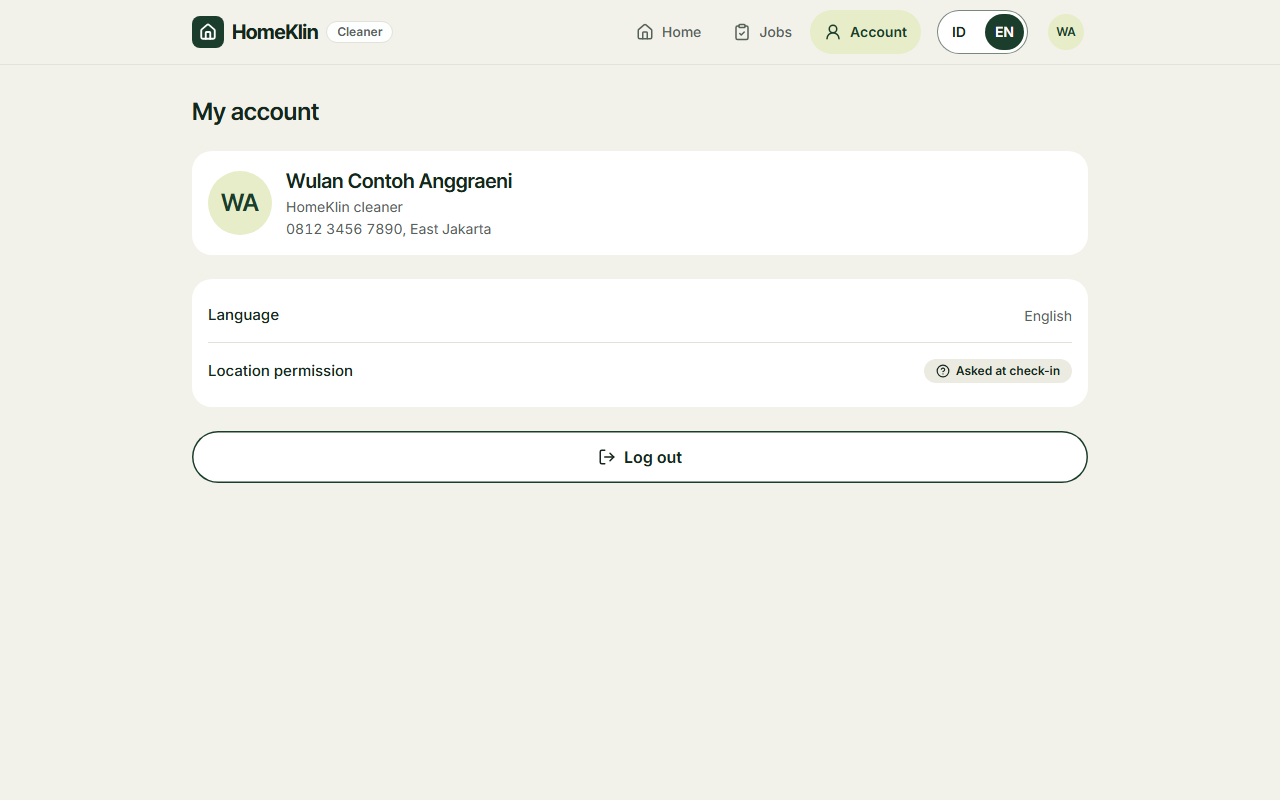 HomeKlin Cleaner Home Jobs Account ID EN WA
My account
WA
Wulan Contoh Anggraeni
HomeKlin cleaner
0812 3456 7890, East Jakarta
Language English
Location permission Asked at check-in
Log out